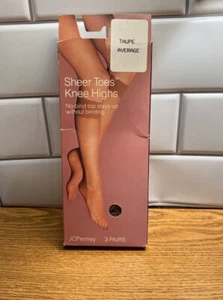 TAUPE
AVERAGE
Sheer Toes
Knee Highs
No-bind top stays up
without binding
JCPenney 3 PAIRS